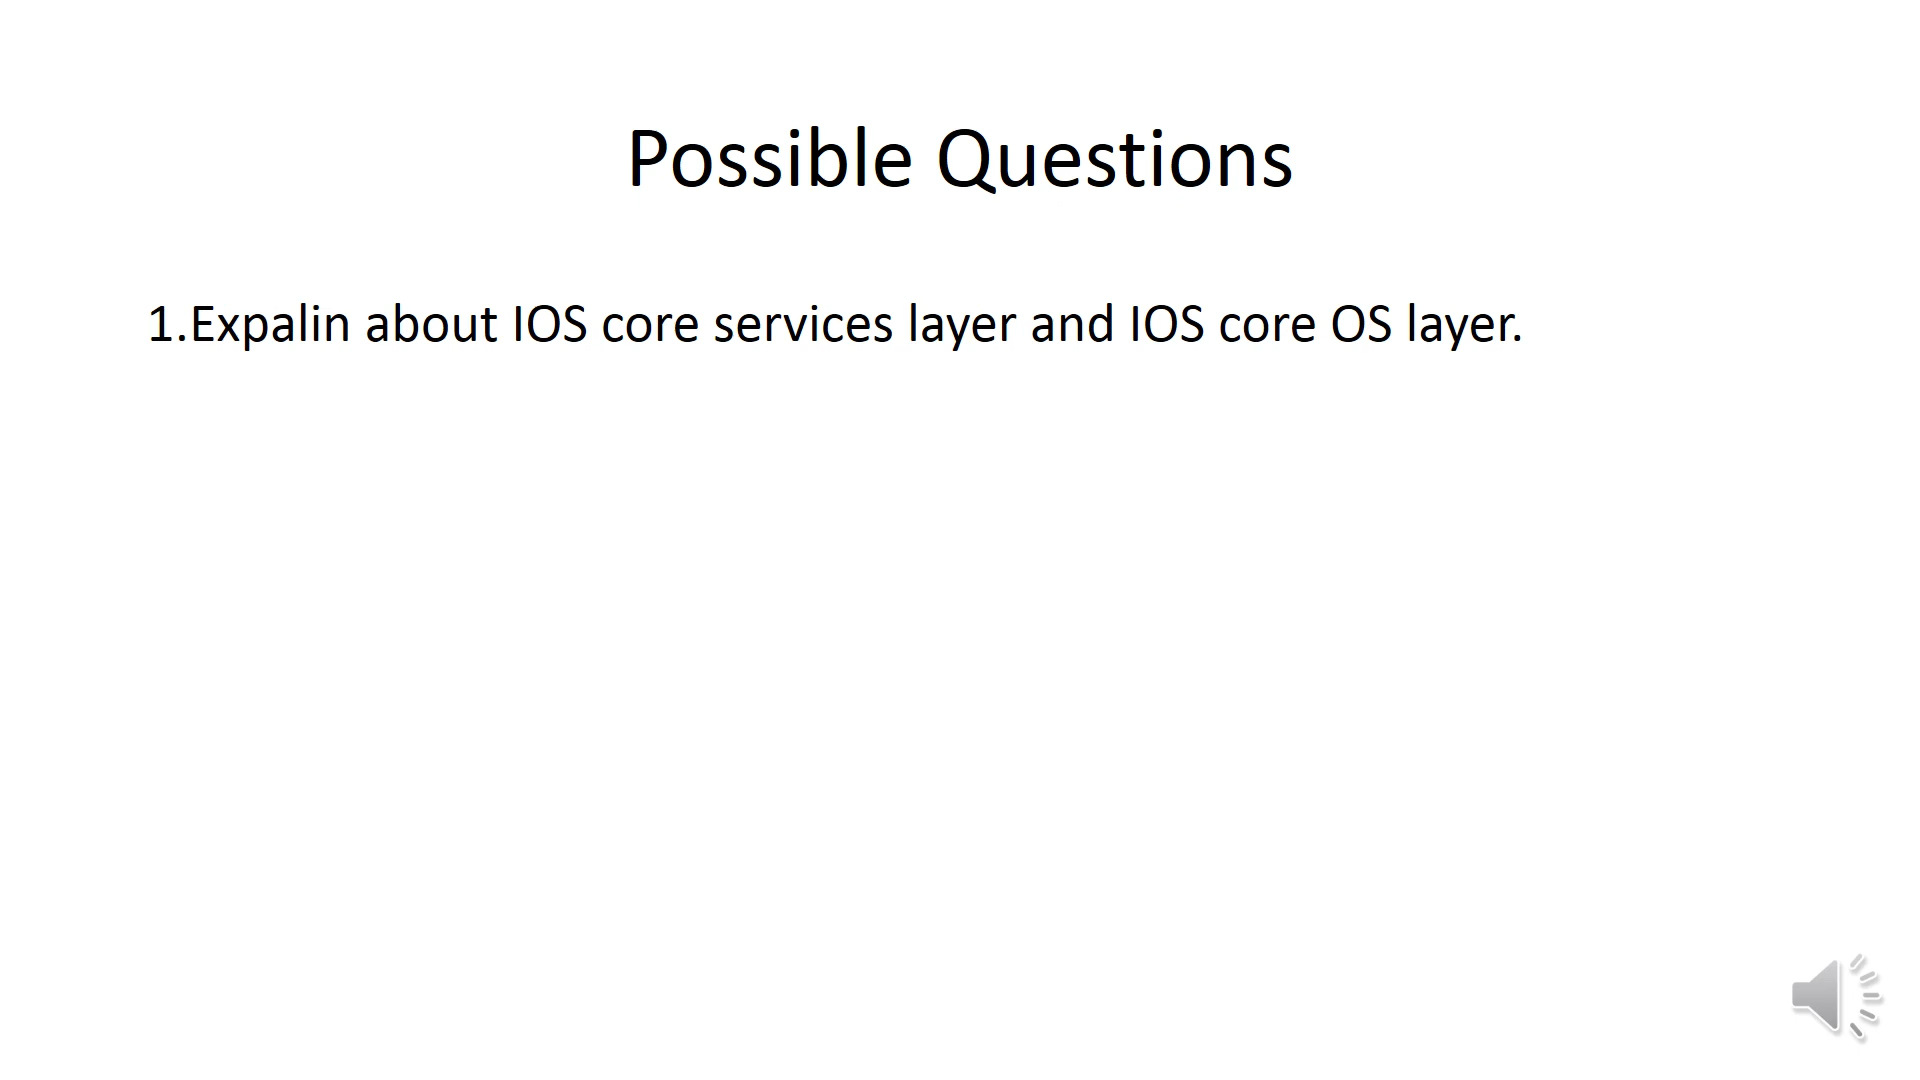 Possible Questions
1.Expalin about IOS core services layer and IOS core OS layer.